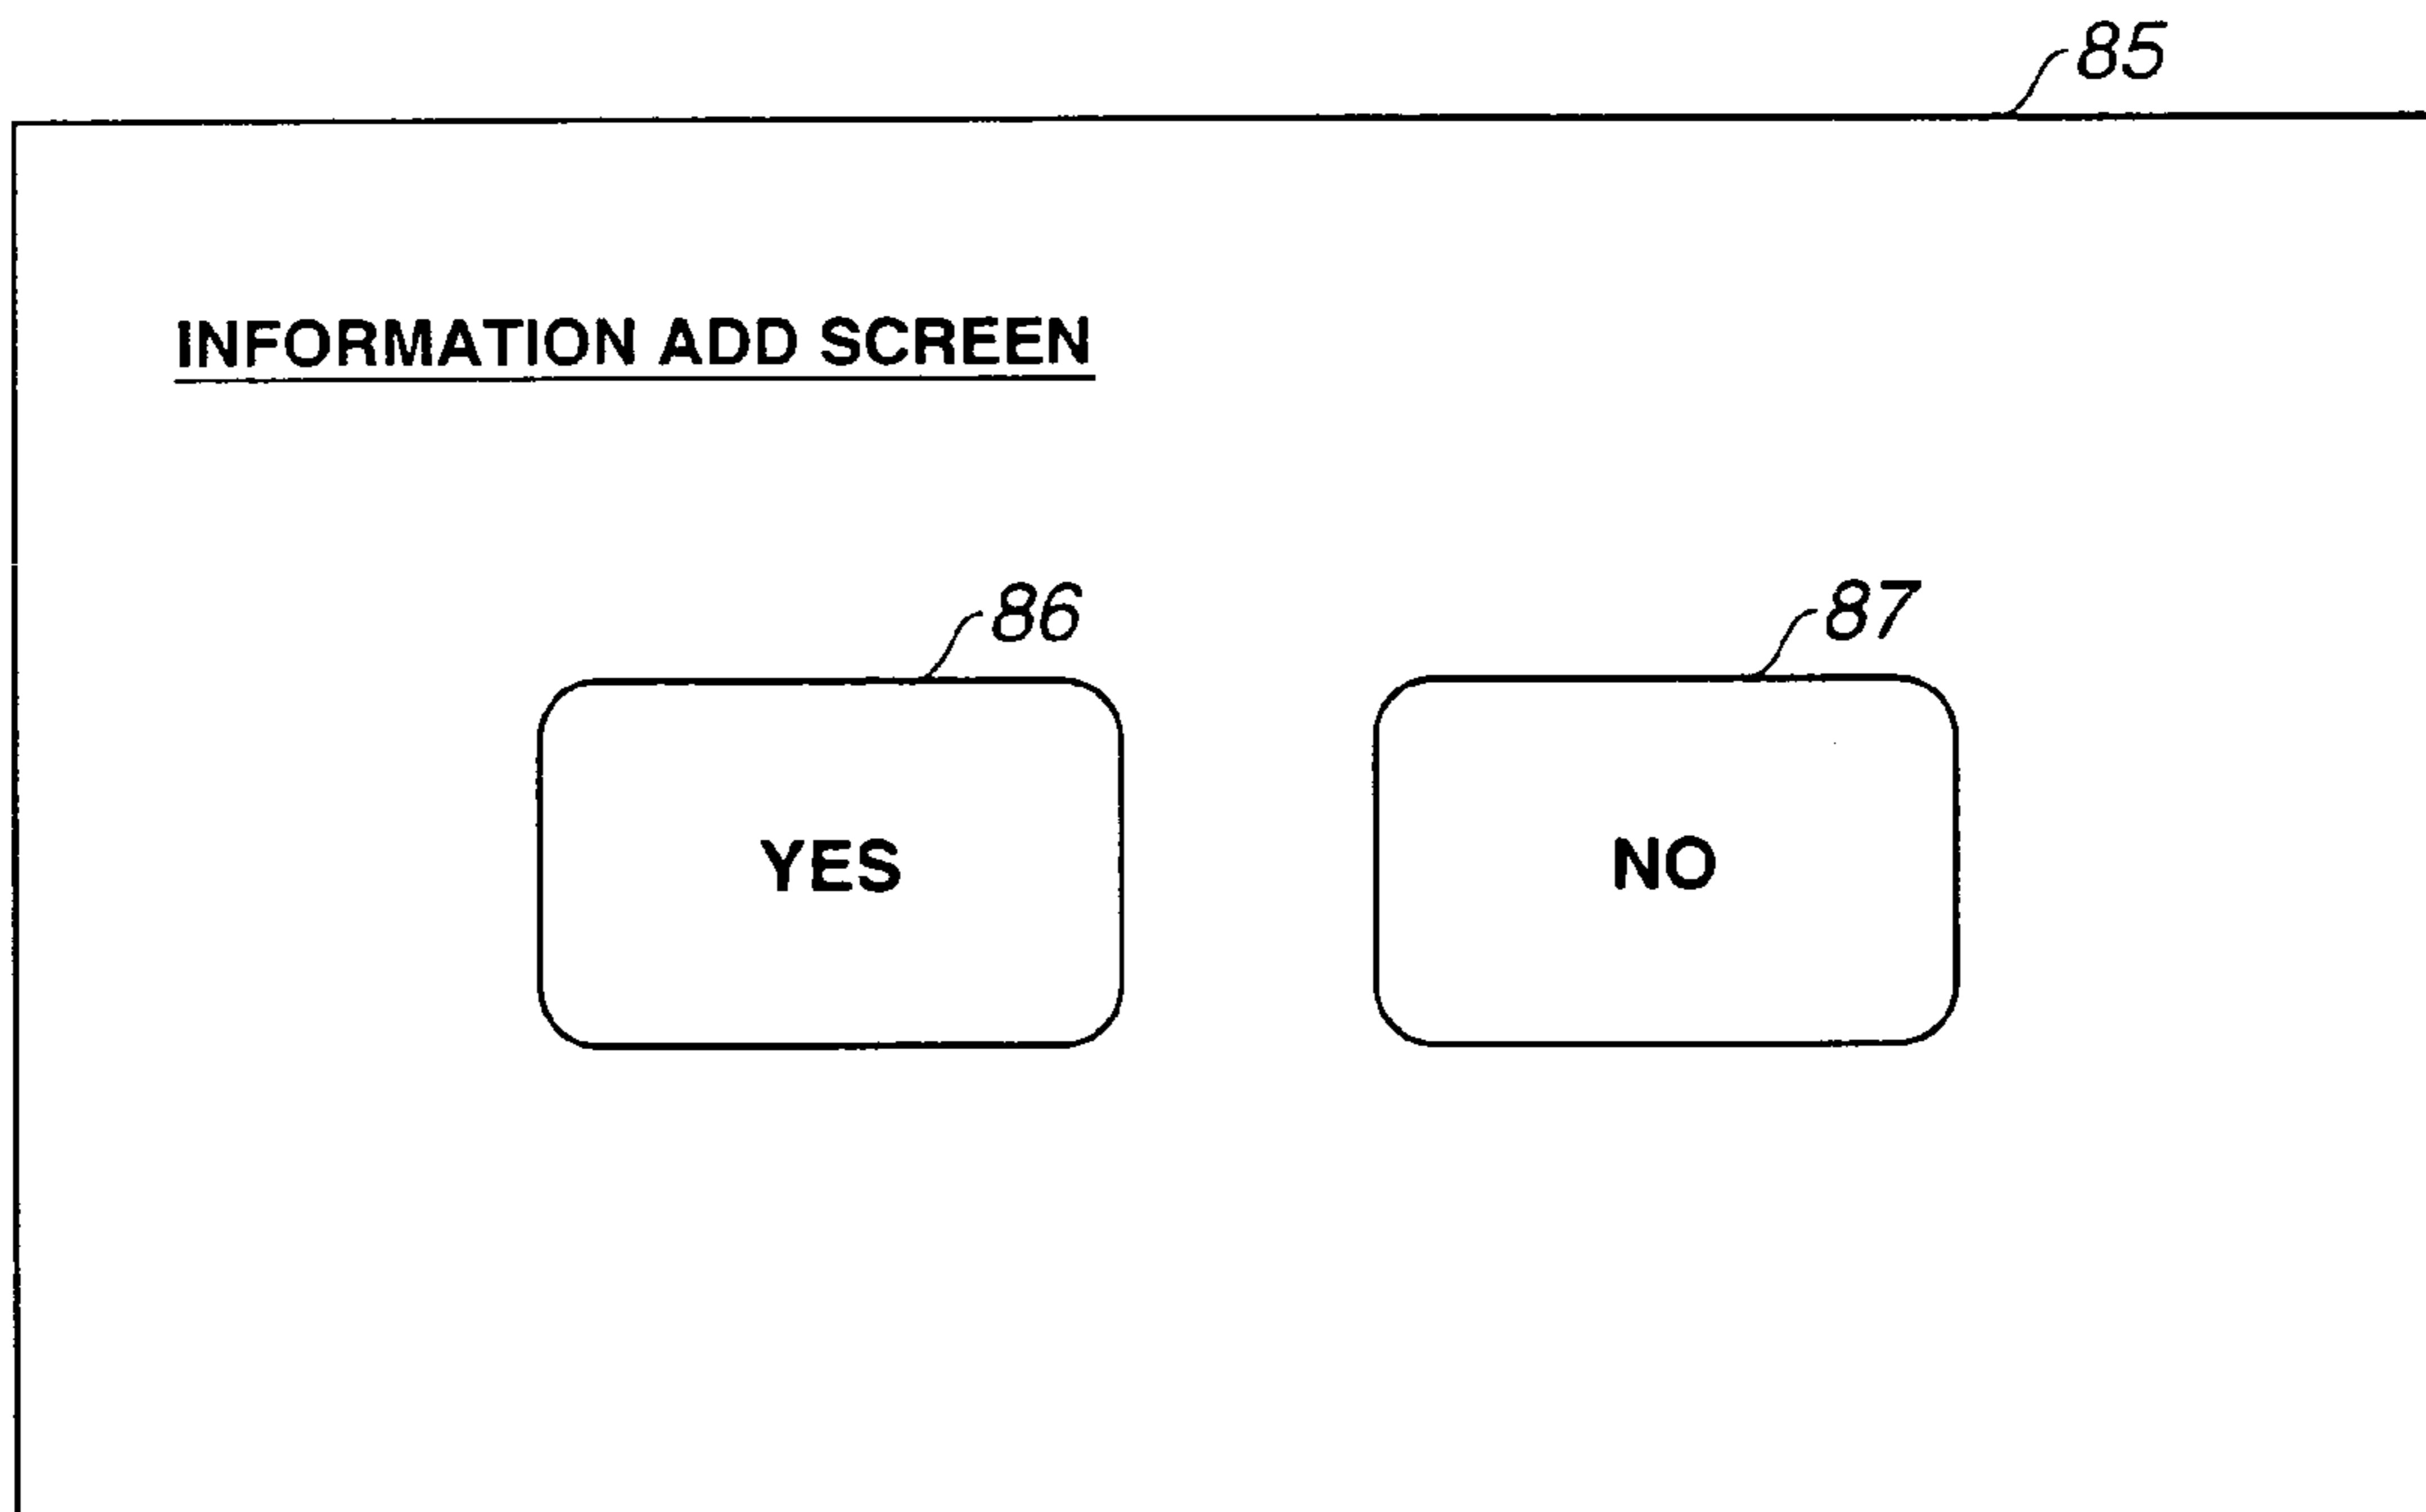 85
INFORMATION ADD SCREEN
86
87
YES
NO